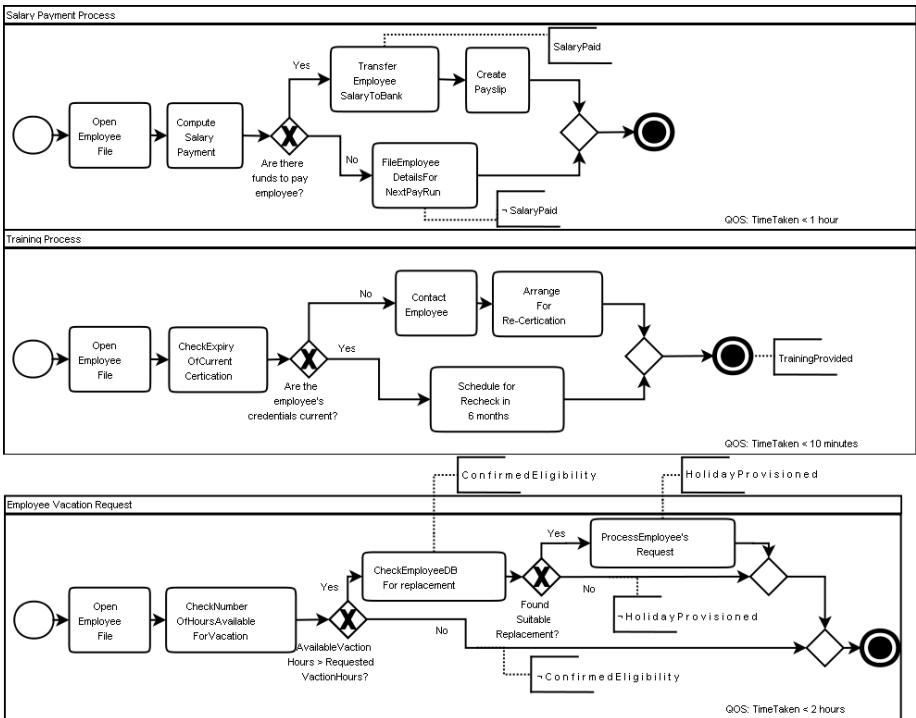 Salary Payment Process
SalaryPaid
Yes
Transfer
Employee
SalaryToBank
Create
Payslip
Open
Employee
File
Compute
Salary
Payment
X
Are there
funds to pay
employee?
No
FileEmployee
DetailsFor
NextPayRun
¬ SalaryPaid
QOS: TimeTaken < 1 hour
Training Process
No
Contact
Employee
Arrange
For
Re-Certication
Open
Employee
File
CheckExpiry
OfCurrent
Certication
X
Yes
Are the
employee's
credentials current?
Schedule for
Recheck in
6 months
TrainingProvided
QOS: TimeTaken < 10 minutes
ConfirmedEligibility
HolidayProvisioned
Employee Vacation Request
Yes
ProcessEmployee's
Request
CheckEmployeeDB
For replacement
X
Yes
No
Found
Suitable
Replacement?
¬HolidayProvisioned
Open
Employee
File
CheckNumber
OfHoursAvailable
ForVacation
X
No
AvailableVaction
Hours > Requested
VactionHours?
¬ConfirmedEligibility
QOS: TimeTaken < 2 hours